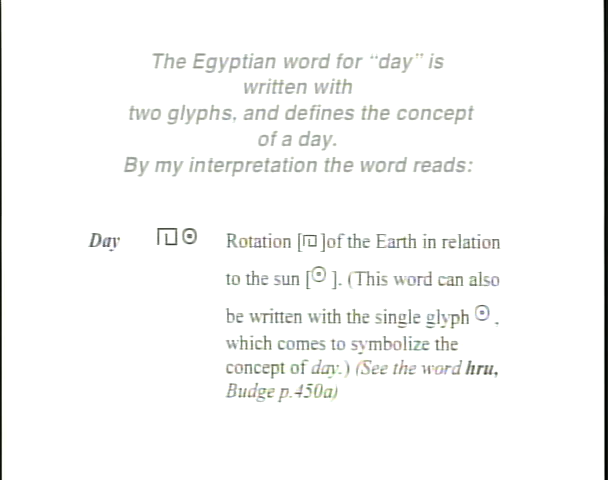 The Egyptian word for “day” is
written with
two glyphs, and defines the concept
of a day.
By my interpretation the word reads:
Day 𓉔𓇳 Rotation [𓉔]of the Earth in relation
to the sun [𓇳 ]. (This word can also
be written with the single glyph 𓇳 ,
which comes to symbolize the
concept of day.) (See the word hru,
Budge p.450a)